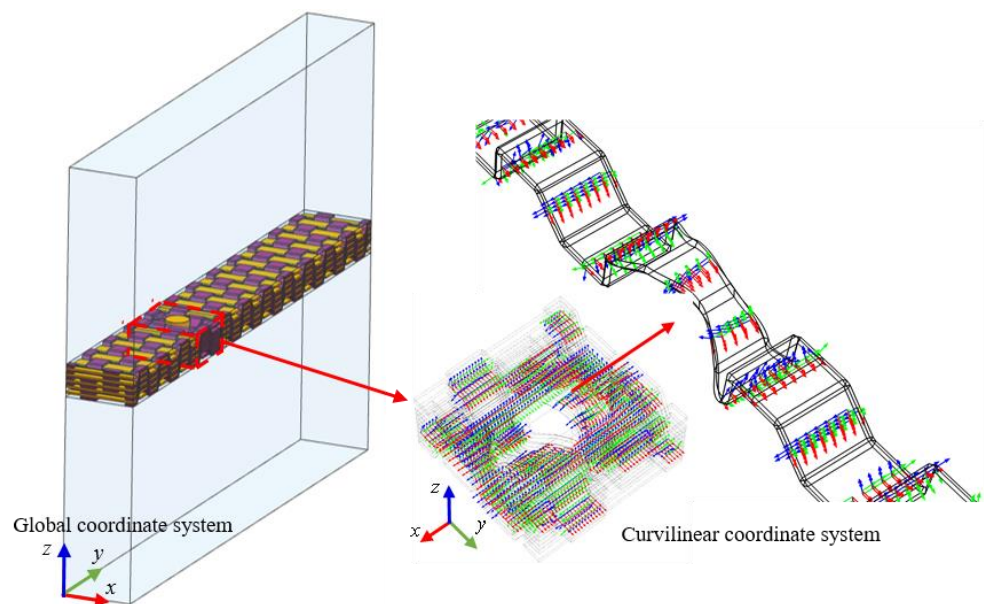 Global coordinate system
z
y
x
z
x
y
Curvilinear coordinate system